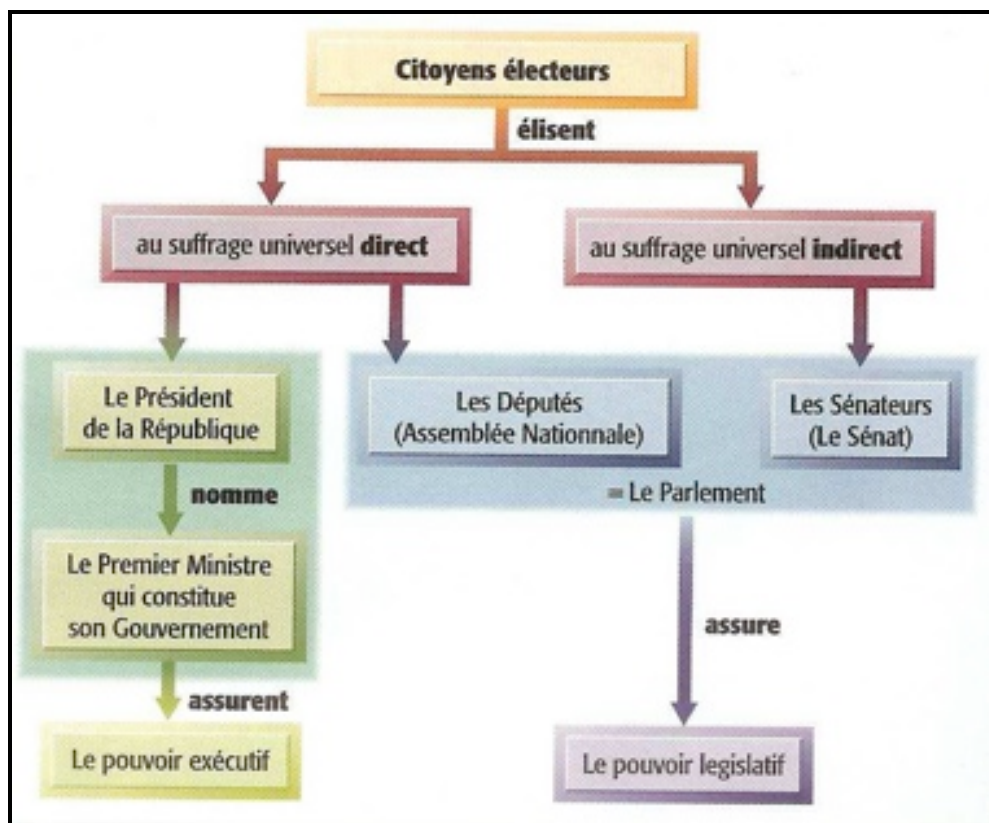 Citoyens électeurs
élisent
au suffrage universel direct
au suffrage universel indirect
Le Président
de la République
nomme
Le Premier Ministre
qui constitue
son Gouvernement
assurent
Le pouvoir exécutif
Les Députés
(Assemblée Nationnale)
Les Sénateurs
(Le Sénat)
= Le Parlement
assure
Le pouvoir legislatif